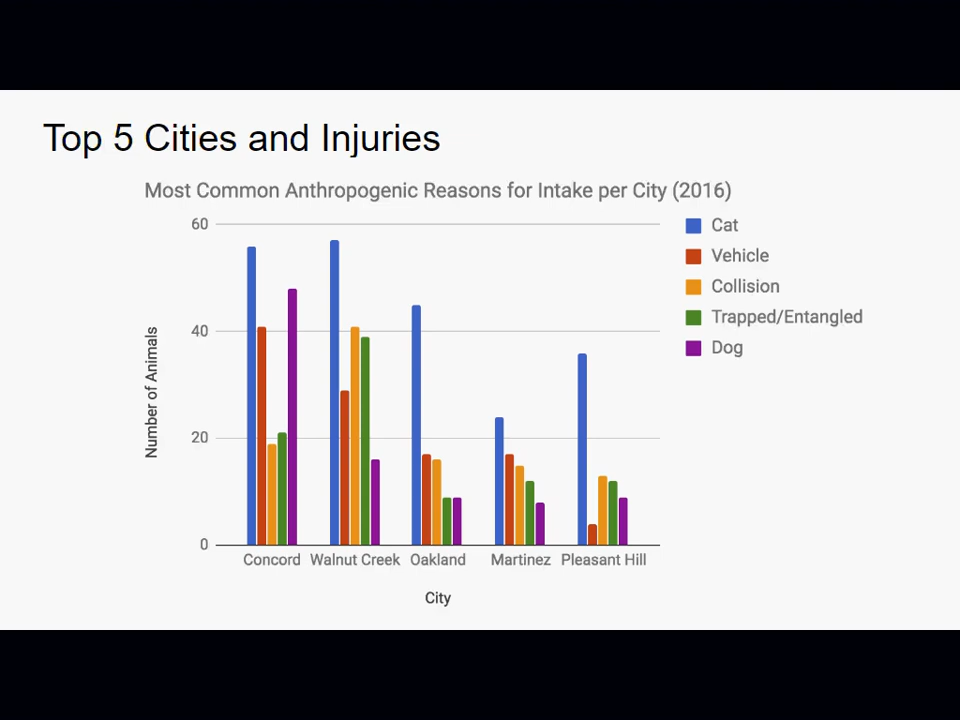 Top 5 Cities and Injuries
Most Common Anthropogenic Reasons for Intake per City (2016)
60
40
20
0
Number of Animals
Concord Walnut Creek Oakland Martinez Pleasant Hill
City
Cat
Vehicle
Collision
Trapped/Entangled
Dog